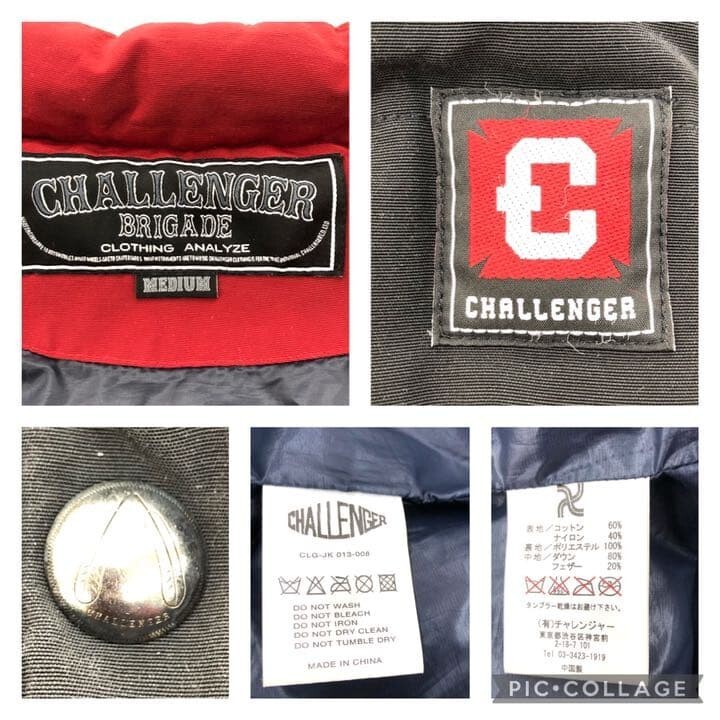 CHALLENGER
BRIGADE
CLOTHING ANALYZE
MEDIUM
C
CHALLENGER
CHALLENGER
CHALLENGER
CLG-JK 013-008
DO NOT WASH
DO NOT BLEACH
DO NOT IRON
DO NOT DRY CLEAN
DO NOT TUMBLE DRY
MADE IN CHINA
表地/コットン 60%
ナイロン 40%
裏地/ポリエステル 100%
中地/ダウン 80%
フェザー 20%
タンブラー乾燥はお避け下さい。
(有)チャレンジャー
東京都渋谷区神宮前
2-18-7 101
Tel 03-3423-1919
中国製
PIC•COLLAGE